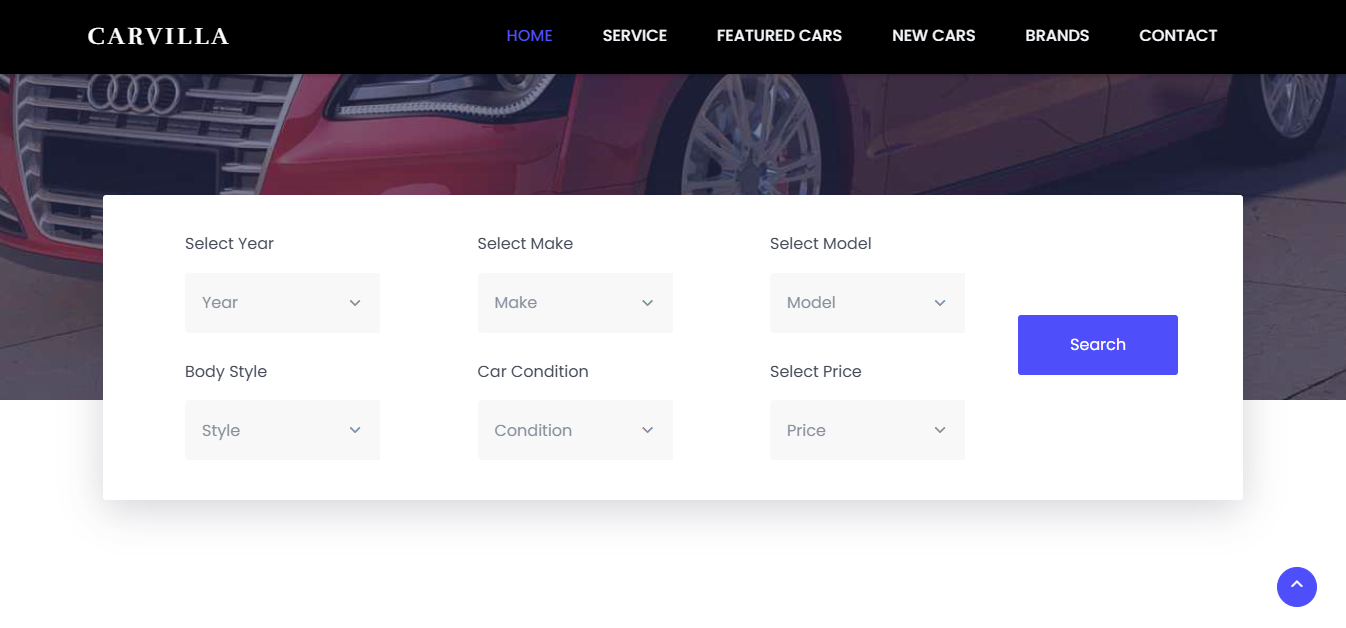 CARVILLA HOME SERVICE FEATURED CARS NEW CARS BRANDS CONTACT
Select Year Select Make Select Model
Year Make Model
Search
Body Style Car Condition Select Price
Style Condition Price